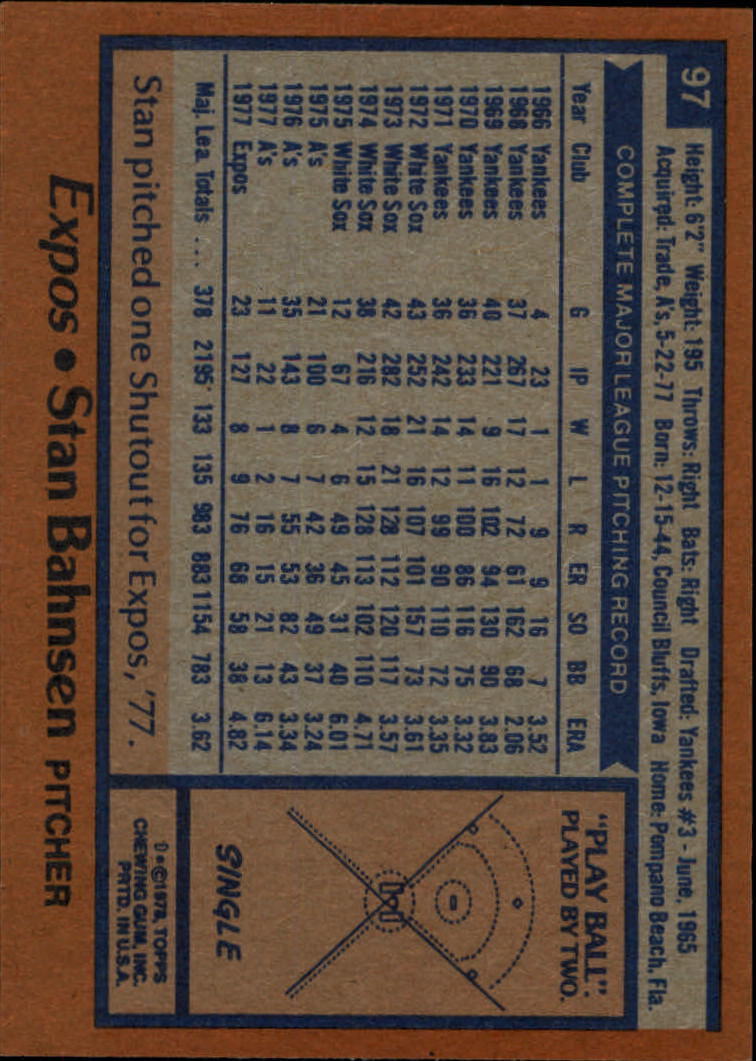 97
Height: 6'2" Weight: 195 Throws: Right Bats: Right Drafted: Yankees #3 - June, 1965
Acquired: Trade, A's, 5-22-77 Born: 12-15-44, Council Bluffs, Iowa Home: Pompano Beach, Fla.
COMPLETE MAJOR LEAGUE PITCHING RECORD
Year Club G IP W L R ER SO BB ERA
1966 Yankees 4 23 1 1 9 9 16 7 3.52
1968 Yankees 37 267 17 12 72 61 162 68 2.06
1969 Yankees 40 221 9 16 102 94 130 90 3.83
1970 Yankees 36 233 14 11 100 86 116 75 3.32
1971 Yankees 36 242 14 12 99 90 110 72 3.35
1972 White Sox 43 252 21 16 107 101 157 73 3.61
1973 White Sox 42 282 18 21 128 112 120 117 3.57
1974 White Sox 38 216 12 15 128 113 102 110 4.71
1975 White Sox 12 67 4 6 49 45 31 40 6.01
1975 A's 21 100 6 7 42 36 49 37 3.24
1976 A's 35 143 8 7 55 53 82 43 3.34
1977 A's 11 22 1 2 16 15 21 13 6.14
1977 Expos 23 127 8 9 76 68 58 38 4.82
Maj. Lea. Totals ... 378 2195 133 135 983 883 1154 783 3.62
Stan pitched one Shutout for Expos, '77.
"PLAY BALL"
PLAYED BY TWO.
SINGLE
©1978, TOPPS
CHEWING GUM, INC.
PRTD. IN U.S.A.
Expos • Stan Bahnsen PITCHER